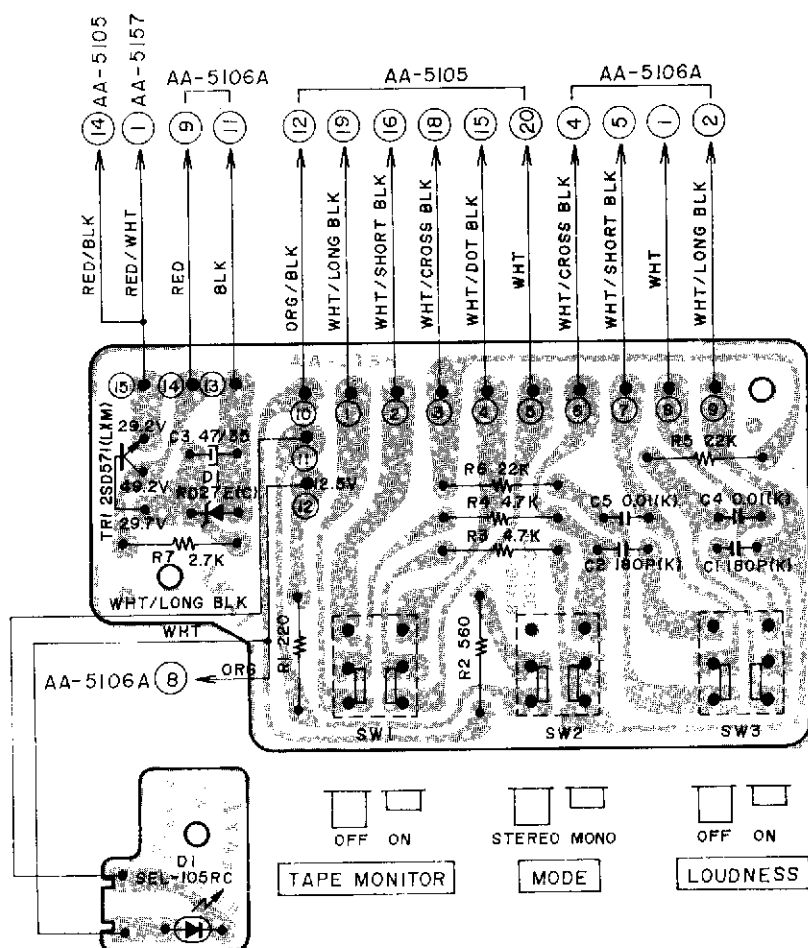 14 AA-5105
1 AA-5157
AA-5106A
9 11
AA-5105
12 19 16 18 15 20
AA-5106A
4 5 1 2
RED/BLK
RED/WHT
RED
BLK
ORG/BLK
WHT/LONG BLK
WHT/SHORT BLK
WHT/CROSS BLK
WHT/DOT BLK
WHT
WHT/CROSS BLK
WHT/SHORT BLK
WHT
WHT/LONG BLK
15 14 13 10 1 2 3 4 5 6 7 8 9
11
12
12.5V
TR1 2SD571(LXM)
29.2V
49.2V
29.7V
C3 47/35
D1
RD27E(C)
R7 2.7K
R5 22K
R6 22K
R4 4.7K
R3 4.7K
C5 0.01(K)
C4 0.01(K)
C2 180P(K)
C1 180P(K)
WHT/LONG BLK
WHT
R1 220
R2 560
AA-5106A 8 ORG
SW1 SW2 SW3
OFF ON
STEREO MONO
OFF ON
TAPE MONITOR
MODE
LOUDNESS
D1
SEL-105RC